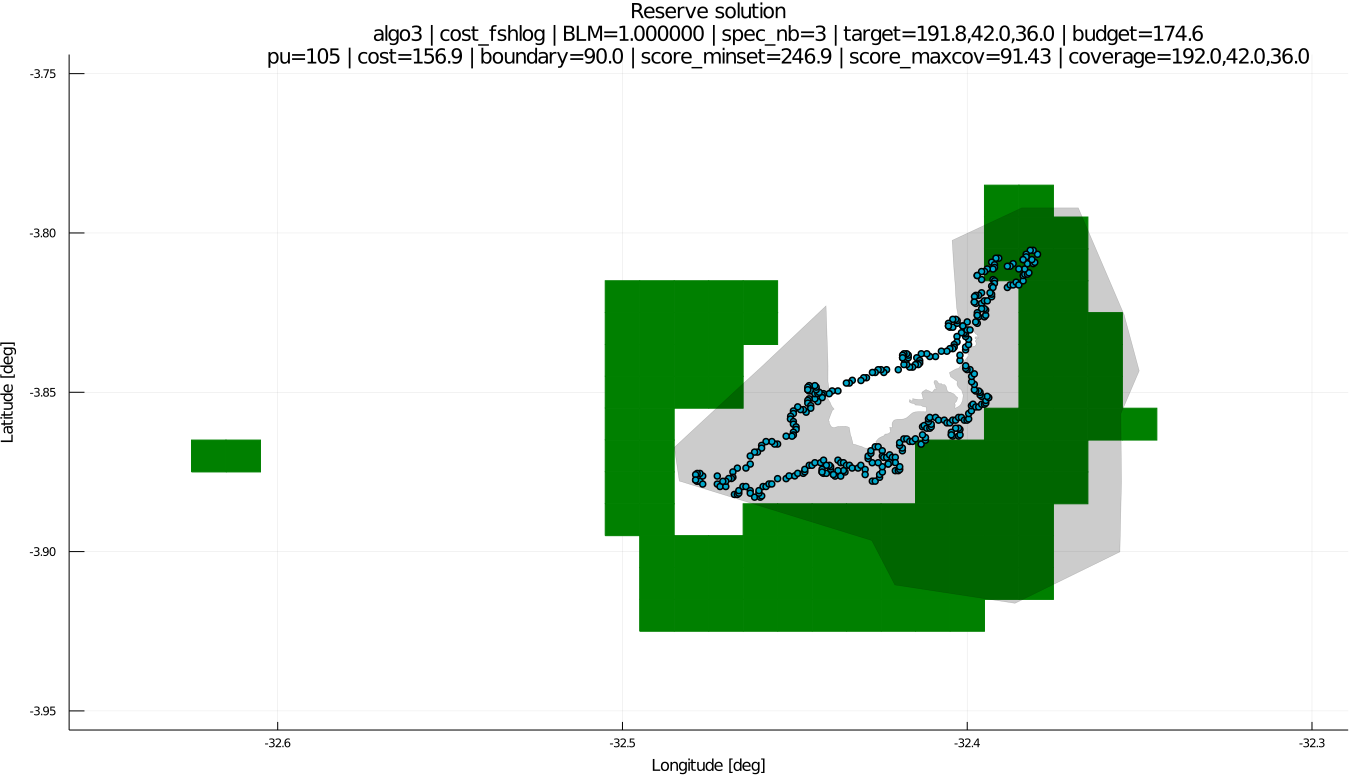 Reserve solution
algo3 | cost_fshlog | BLM=1.000000 | spec_nb=3 | target=191.8,42.0,36.0 | budget=174.6
pu=105 | cost=156.9 | boundary=90.0 | score_minset=246.9 | score_maxcov=91.43 | coverage=192.0,42.0,36.0
-3.75
-3.80
-3.85
-3.90
-3.95
Latitude [deg]
-32.6
-32.5
-32.4
-32.3
Longitude [deg]